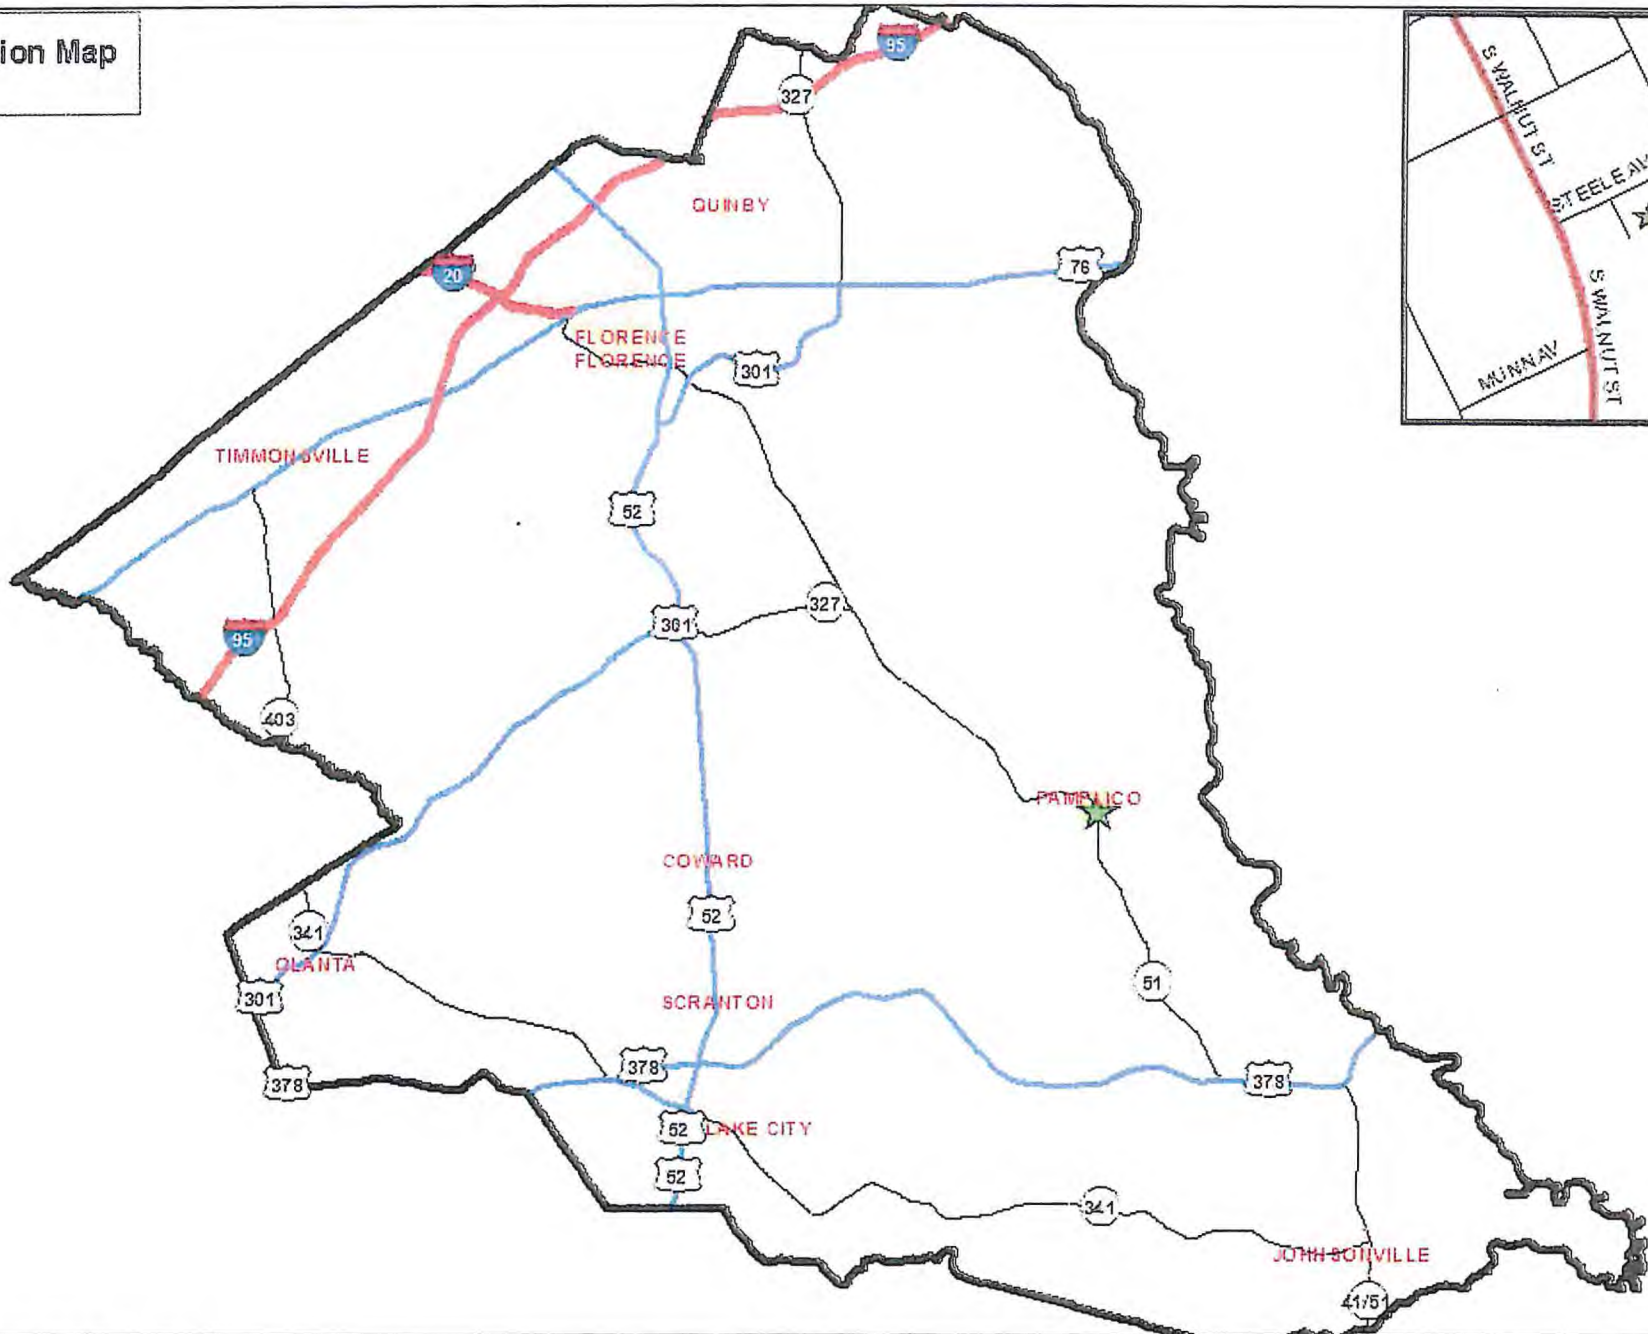 ion Map
95
327
QUINBY
20
76
FLORENCE
FLORENCE
301
TIMMONSVILLE
52
327
301
95
403
PAMPLICO
COWARD
52
341
OLANTA
301
51
SCRANTON
378
378
378
52
LAKE CITY
52
341
JOHNSONVILLE
41/51
S WALNUT ST
STEELE AV
S WALNUT ST
MUNN AV